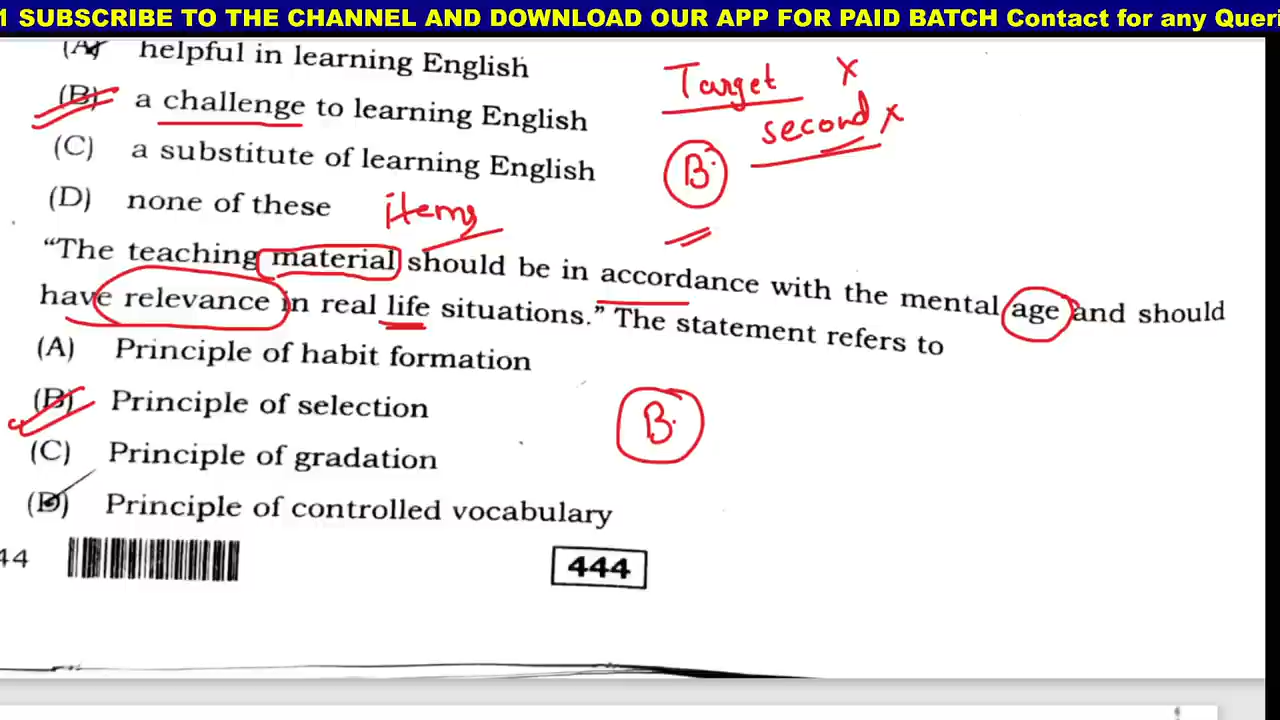 1 SUBSCRIBE TO THE CHANNEL AND DOWNLOAD OUR APP FOR PAID BATCH Contact for any Queri
(A) helpful in learning English
Target x
(B) a challenge to learning English
second x
(C) a substitute of learning English
B
(D) none of these
items
“The teaching material should be in accordance with the mental age and should
have relevance in real life situations.” The statement refers to
(A) Principle of habit formation
(B) Principle of selection
B
(C) Principle of gradation
(D) Principle of controlled vocabulary
44
444